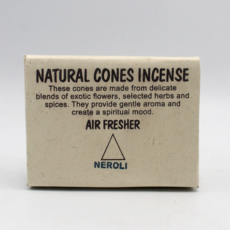 NATURAL CONES INCENSE
These cones are made from delicate
blends of exotic flowers, selected herbs and
spices. They provide gentle aroma and
create a spiritual mood.
AIR FRESHER
NEROLI